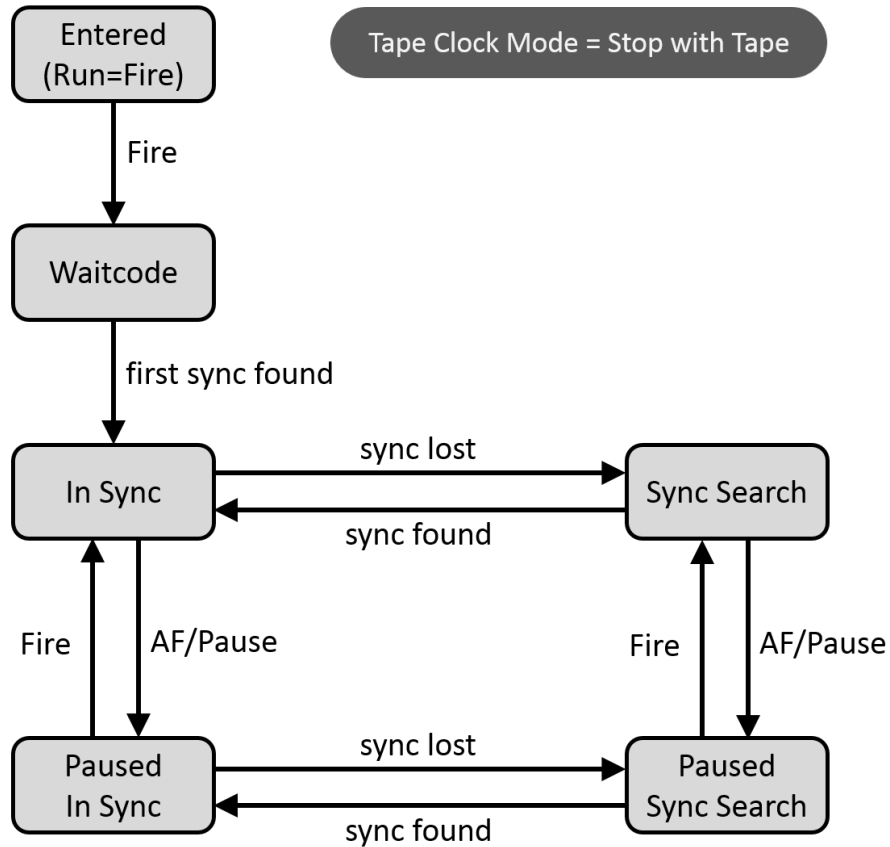 Entered
(Run=Fire)
Tape Clock Mode = Stop with Tape
Fire
Waitcode
first sync found
In Sync
sync lost
sync found
Sync Search
Fire
AF/Pause
Fire
AF/Pause
Paused
In Sync
sync lost
sync found
Paused
Sync Search